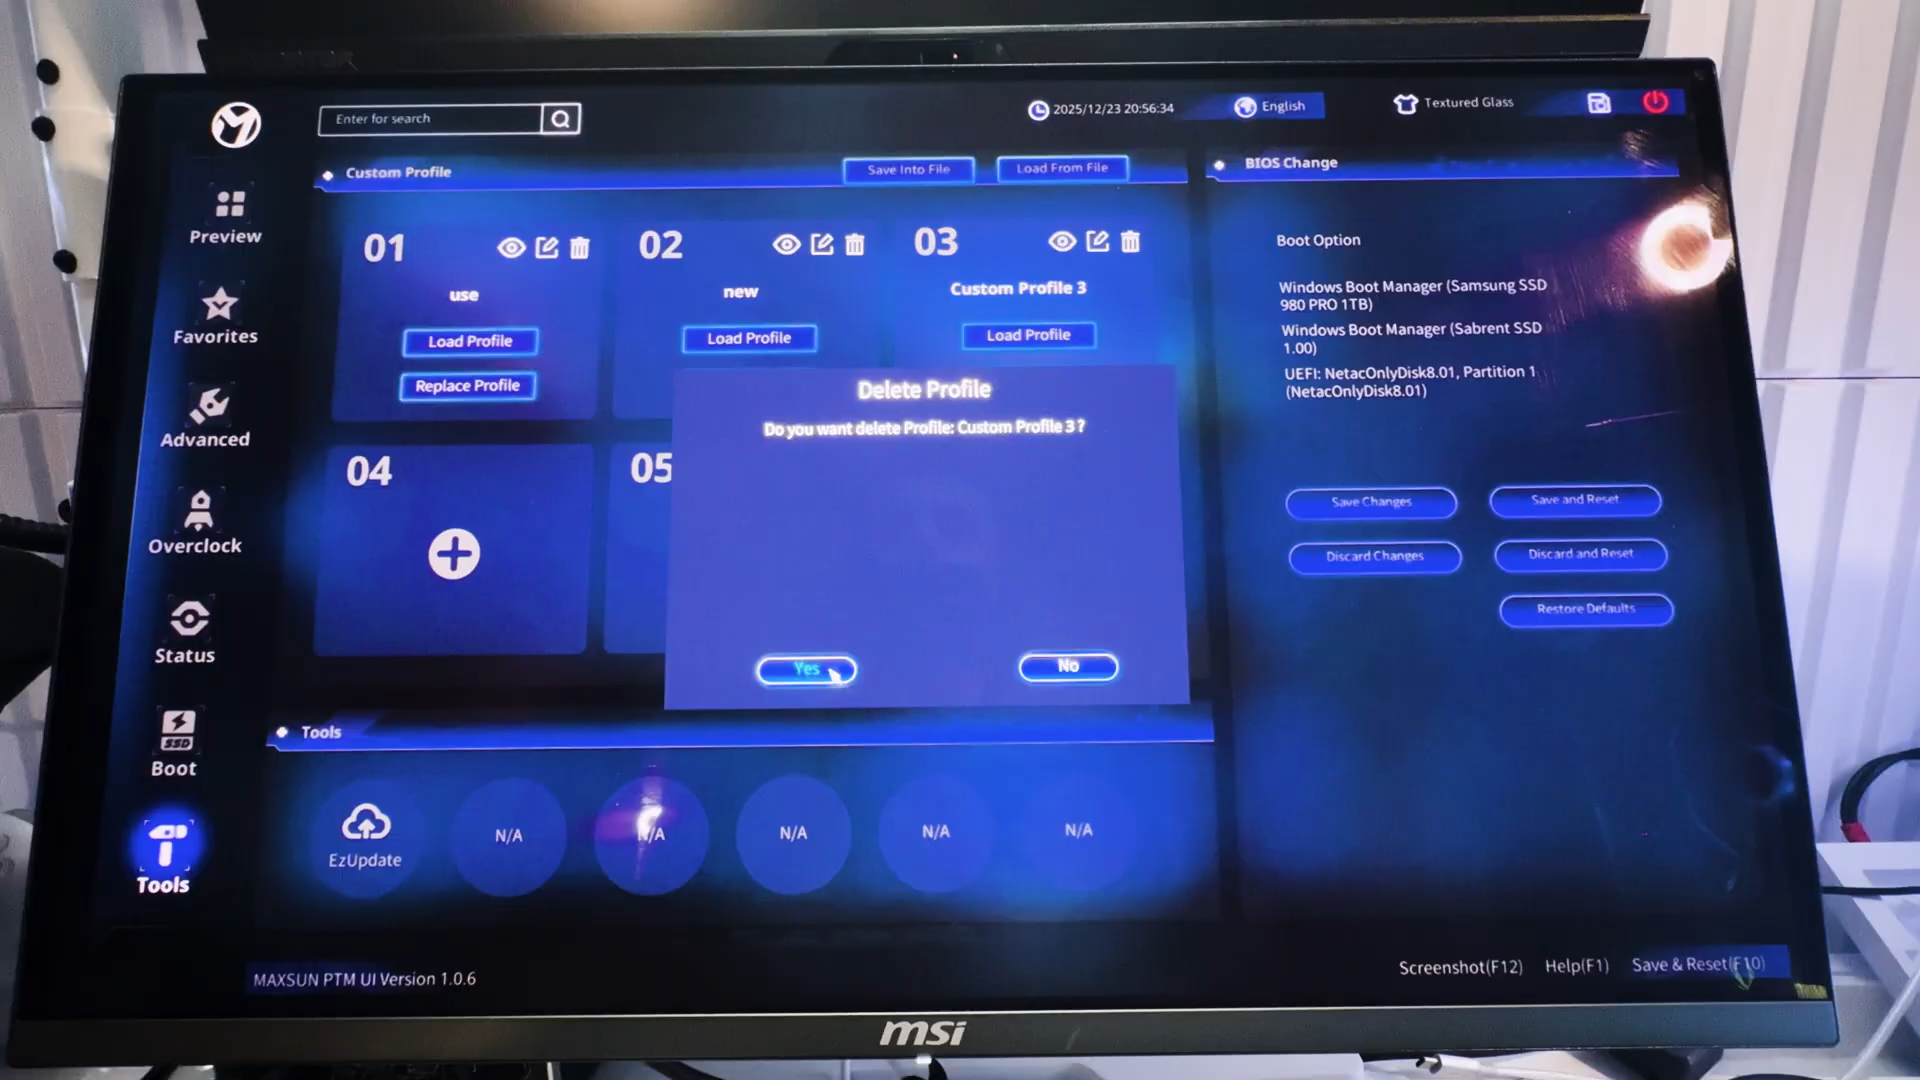 Enter for search
2025/12/23 20:56:34
English
Textured Glass
Custom Profile
Save Into File
Load From File
BIOS Change
Preview
Favorites
Advanced
Overclock
Status
Boot
SSD
Tools
01
use
Load Profile
Replace Profile
02
new
Load Profile
03
Custom Profile 3
Load Profile
04
05
Delete Profile
Do you want delete Profile: Custom Profile 3 ?
Yes
No
Boot Option
Windows Boot Manager (Samsung SSD
980 PRO 1TB)
Windows Boot Manager (Sabrent SSD
1.00)
UEFI: NetacOnlyDisk8.01, Partition 1
(NetacOnlyDisk8.01)
Save Changes
Save and Reset
Discard Changes
Discard and Reset
Restore Defaults
Tools
EzUpdate
N/A
N/A
N/A
N/A
N/A
MAXSUN PTM UI Version 1.0.6
Screenshot(F12)
Help(F1)
Save & Reset(F10)
msi